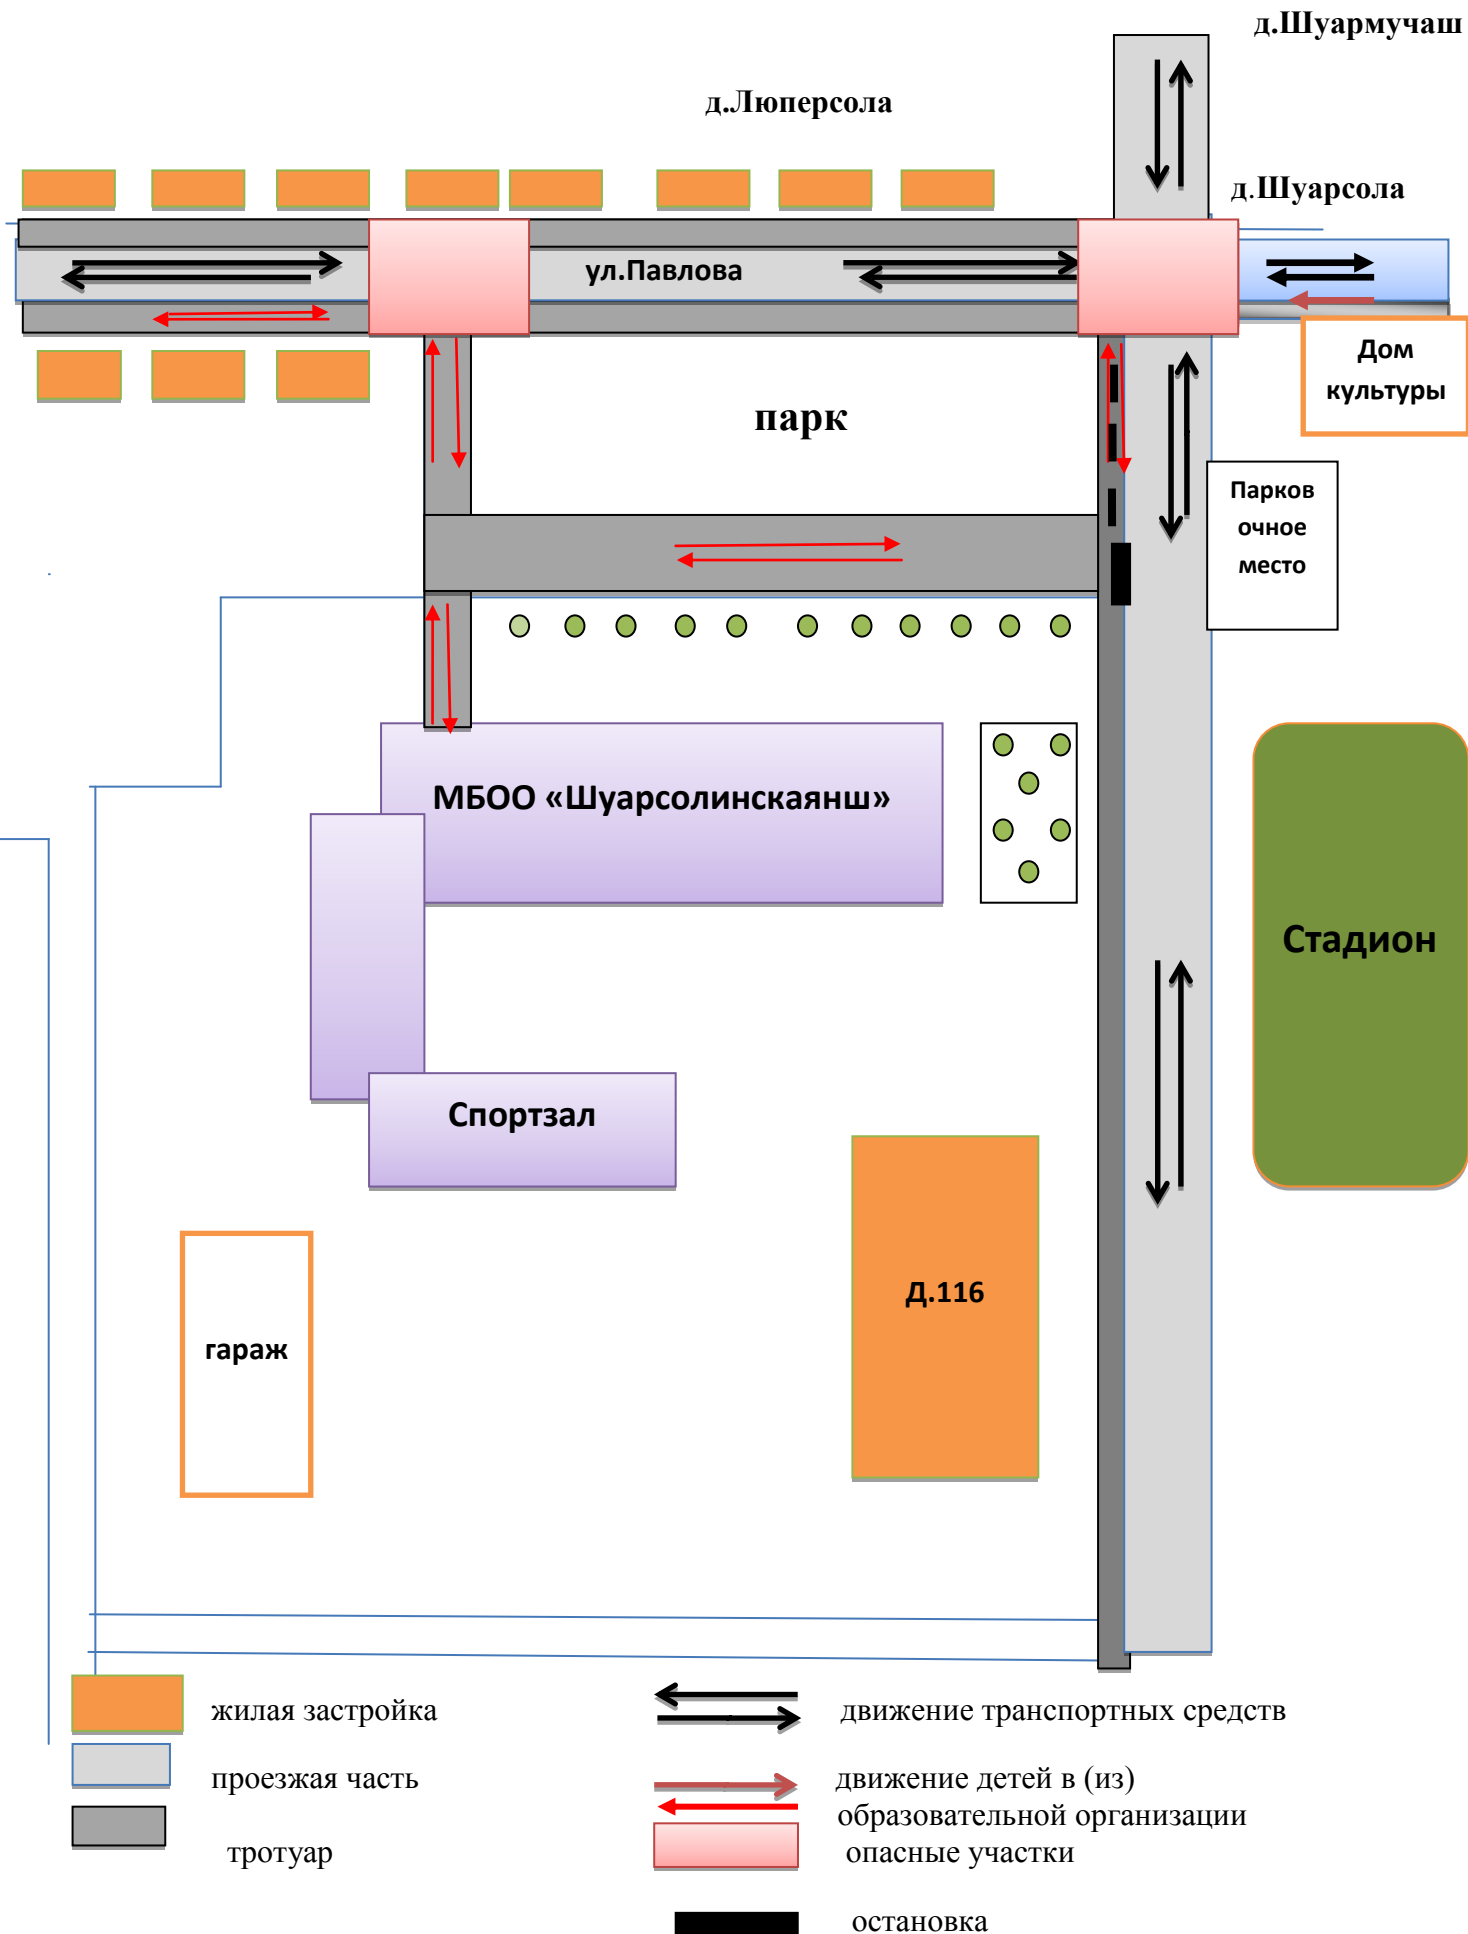 д.Шуармучаш
д.Люперсола
д.Шуарсола
ул.Павлова
Дом
культуры
парк
Парков
очное
место
МБОО «Шуарсолинскаянш»
Стадион
Спортзал
Д.116
гараж
жилая застройка
движение транспортных средств
проезжая часть
движение детей в (из)
образовательной организации
тротуар
опасные участки
остановка